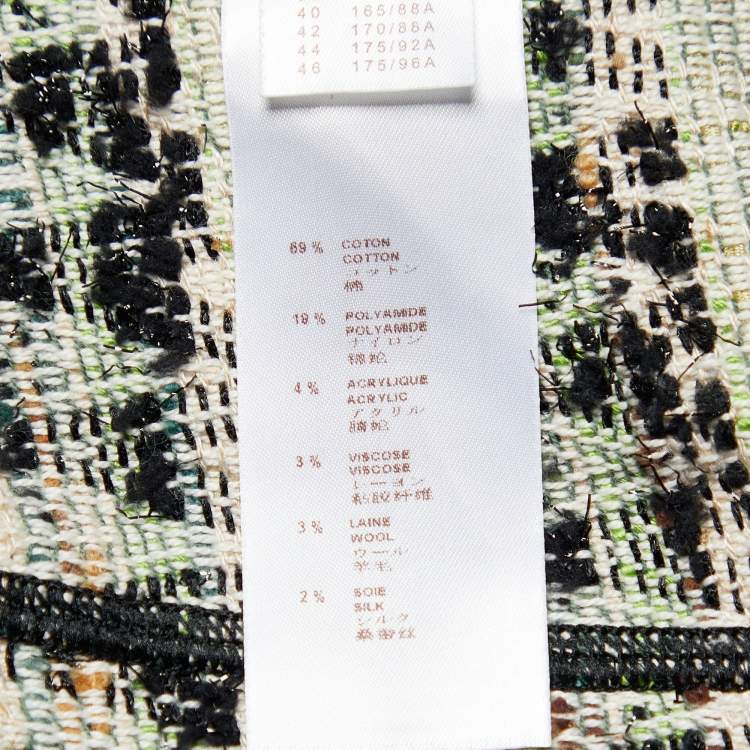 40 165/88A
42 170/88A
44 175/92A
46 175/96A
69 % COTON
COTTON
コットン
棉
19 % POLYAMIDE
POLYAMIDE
ナイロン
锦纶
4 % ACRYLIQUE
ACRYLIC
アクリル
腈纶
3 % VISCOSE
VISCOSE
レーヨン
粘胶纤维
3 % LAINE
WOOL
ウール
羊毛
2 % SOIE
SILK
シルク
桑蚕丝